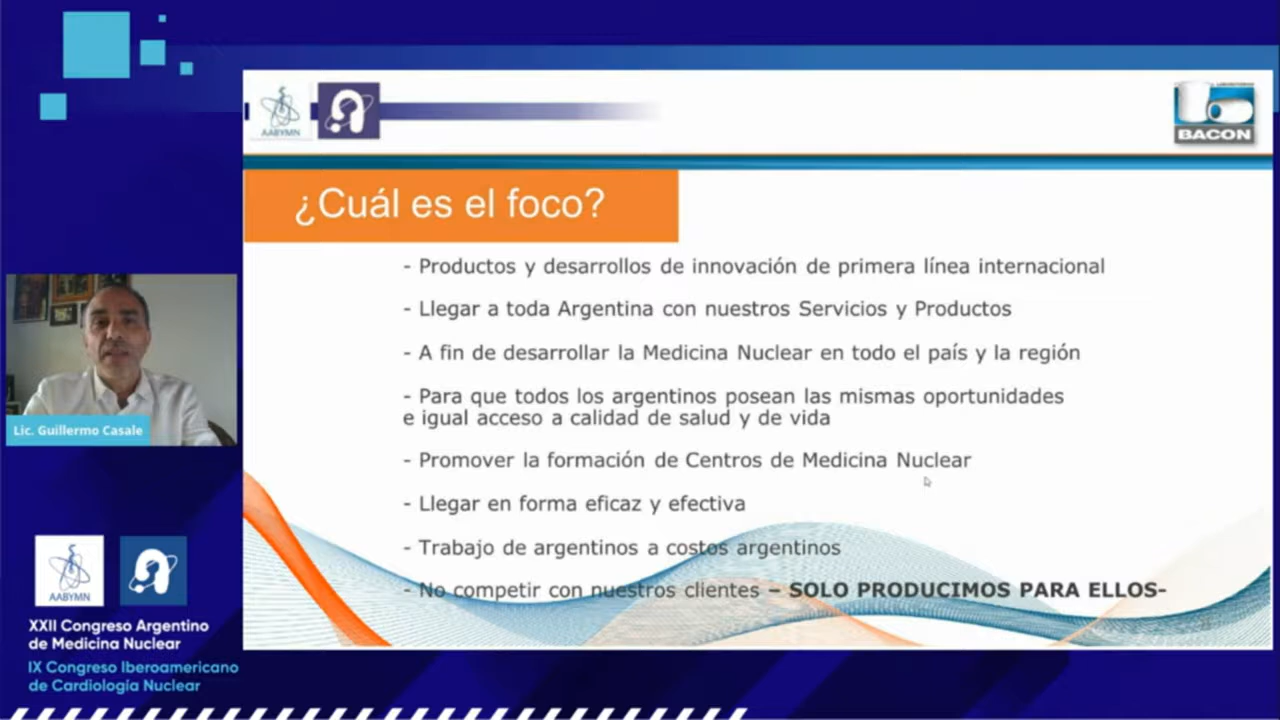 AABYMN
LABORATORIOS
BACON
¿Cuál es el foco?
- Productos y desarrollos de innovación de primera línea internacional
- Llegar a toda Argentina con nuestros Servicios y Productos
- A fin de desarrollar la Medicina Nuclear en todo el país y la región
- Para que todos los argentinos posean las mismas oportunidades
e igual acceso a calidad de salud y de vida
- Promover la formación de Centros de Medicina Nuclear
- Llegar en forma eficaz y efectiva
- Trabajo de argentinos a costos argentinos
- No competir con nuestros clientes – SOLO PRODUCIMOS PARA ELLOS-
Lic. Guillermo Casale
AABYMN
XXII Congreso Argentino
de Medicina Nuclear
IX Congreso Iberoamericano
de Cardiología Nuclear